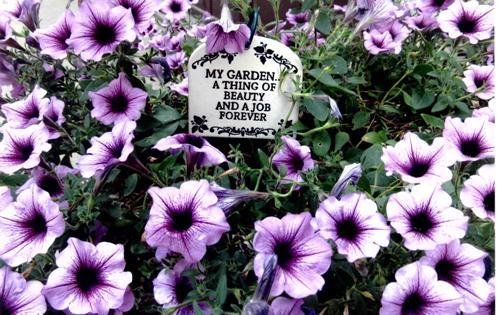 MY GARDEN..
A THING OF
BEAUTY
AND A JOB
FOREVER